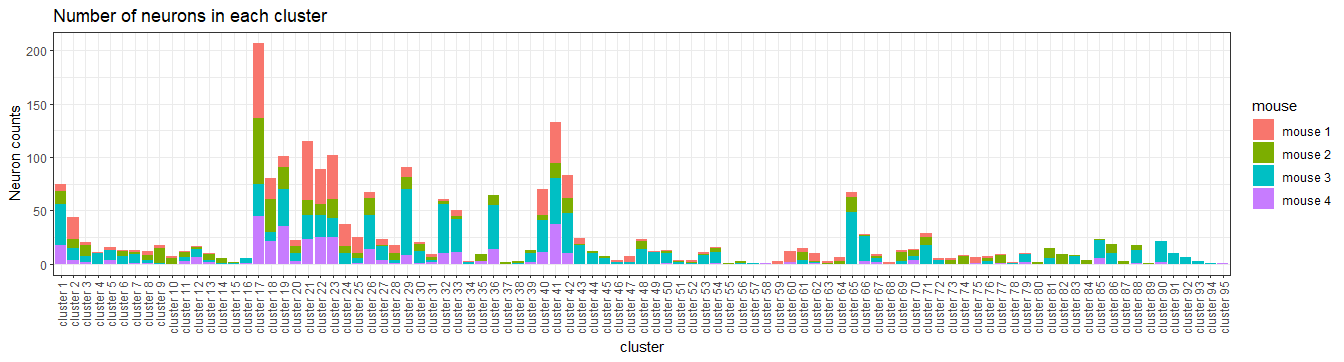 Number of neurons in each cluster
Neuron counts
200
150
100
50
0
cluster 1
cluster 2
cluster 3
cluster 4
cluster 5
cluster 6
cluster 7
cluster 8
cluster 9
cluster 10
cluster 11
cluster 12
cluster 13
cluster 14
cluster 15
cluster 16
cluster 17
cluster 18
cluster 19
cluster 20
cluster 21
cluster 22
cluster 23
cluster 24
cluster 25
cluster 26
cluster 27
cluster 28
cluster 29
cluster 30
cluster 31
cluster 32
cluster 33
cluster 34
cluster 35
cluster 36
cluster 37
cluster 38
cluster 39
cluster 40
cluster 41
cluster 42
cluster 43
cluster 44
cluster 45
cluster 46
cluster 47
cluster 48
cluster 49
cluster 50
cluster 51
cluster 52
cluster 53
cluster 54
cluster 55
cluster 56
cluster 57
cluster 58
cluster 59
cluster 60
cluster 61
cluster 62
cluster 63
cluster 64
cluster 65
cluster 66
cluster 67
cluster 68
cluster 69
cluster 70
cluster 71
cluster 72
cluster 73
cluster 74
cluster 75
cluster 76
cluster 77
cluster 78
cluster 79
cluster 80
cluster 81
cluster 82
cluster 83
cluster 84
cluster 85
cluster 86
cluster 87
cluster 88
cluster 89
cluster 90
cluster 91
cluster 92
cluster 93
cluster 94
cluster 95
cluster
mouse
mouse 1
mouse 2
mouse 3
mouse 4